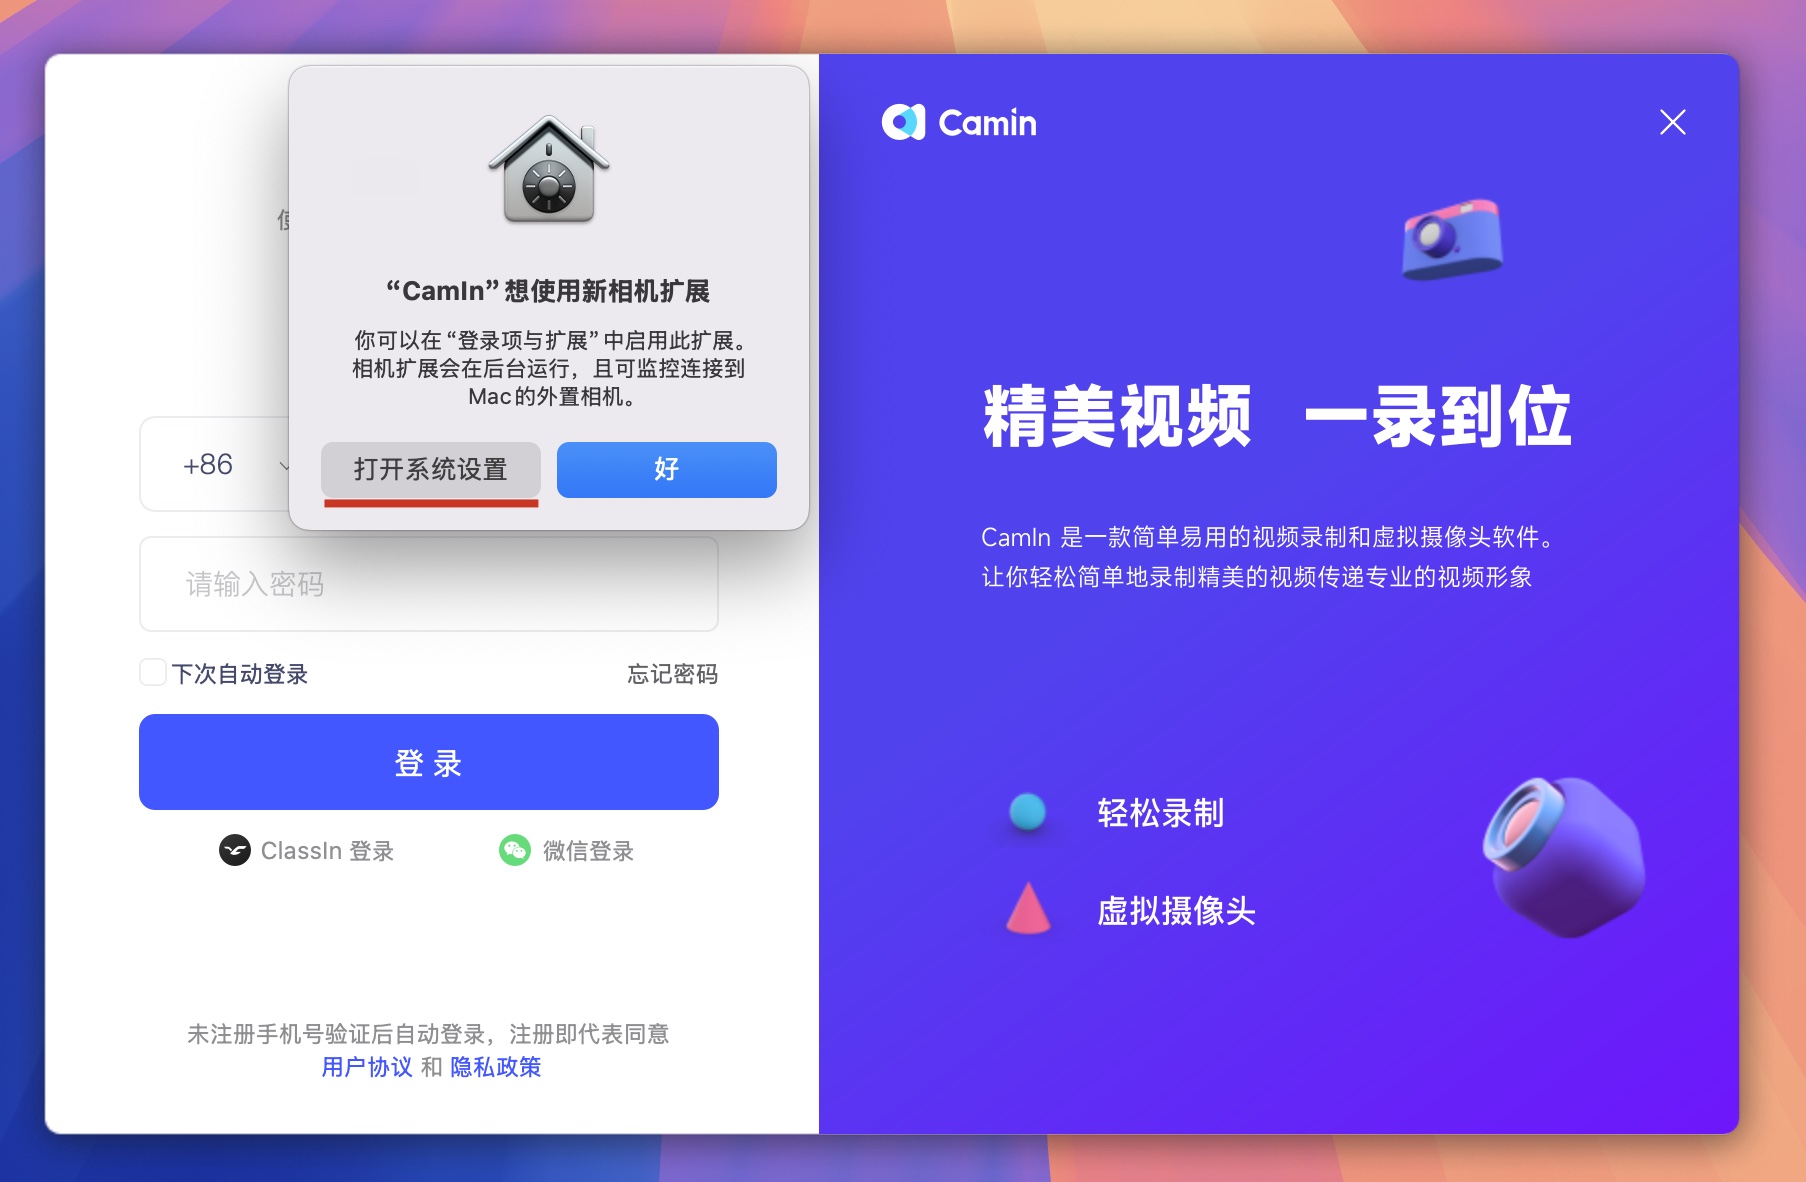 “CamIn”想使用新相机扩展
你可以在“登录项与扩展”中启用此扩展。
相机扩展会在后台运行，且可监控连接到
Mac的外置相机。
打开系统设置
好
+86
请输入密码
下次自动登录
忘记密码
登 录
ClassIn 登录
微信登录
未注册手机号验证后自动登录，注册即代表同意
用户协议 和 隐私政策
Camin
精美视频 一录到位
CamIn 是一款简单易用的视频录制和虚拟摄像头软件。
让你轻松简单地录制精美的视频传递专业的视频形象
轻松录制
虚拟摄像头